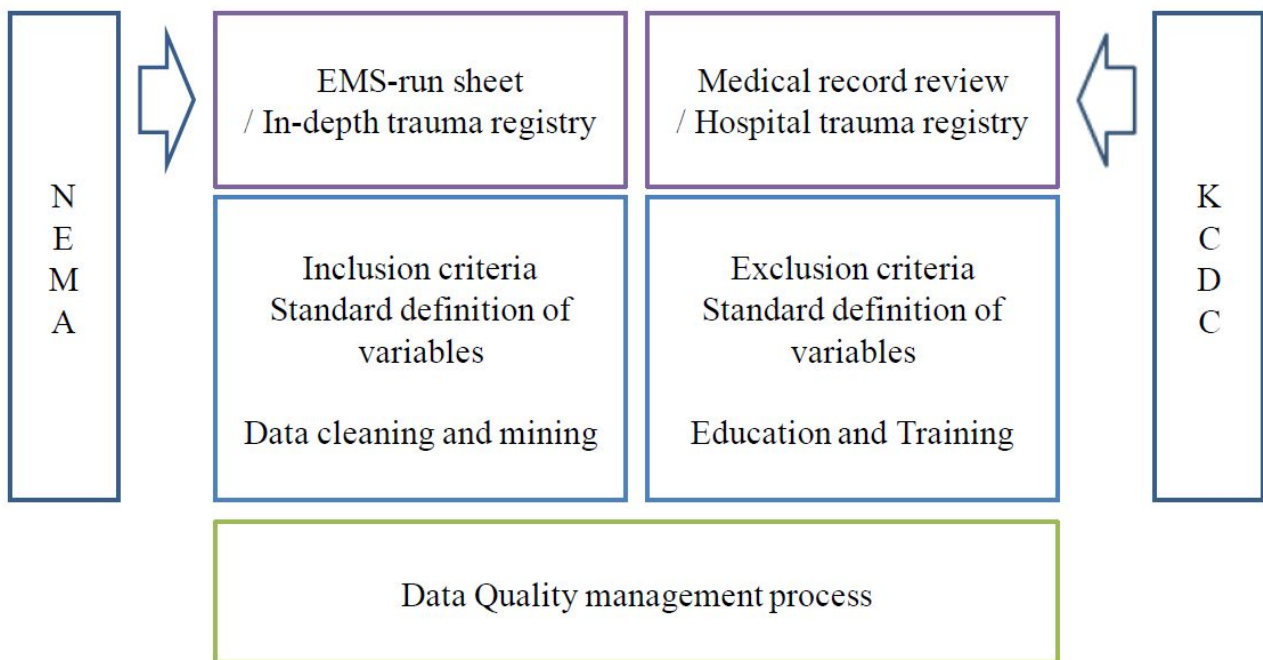 N
E
M
A
EMS-run sheet
/ In-depth trauma registry
Medical record review
/ Hospital trauma registry
Inclusion criteria
Standard definition of
variables
Data cleaning and mining
Exclusion criteria
Standard definition of
variables
Education and Training
K
C
D
C
Data Quality management process